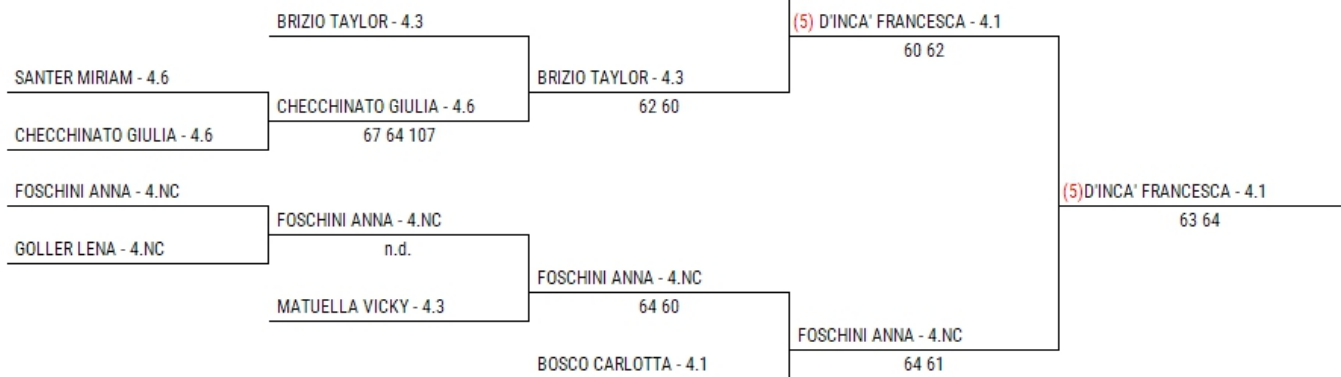 BRIZIO TAYLOR - 4.3
(5) D'INCA' FRANCESCA - 4.1
60 62
SANTER MIRIAM - 4.6
BRIZIO TAYLOR - 4.3
62 60
CHECCHINATO GIULIA - 4.6
67 64 107
CHECCHINATO GIULIA - 4.6
FOSCHINI ANNA - 4.NC
(5)D'INCA' FRANCESCA - 4.1
63 64
FOSCHINI ANNA - 4.NC
n.d.
GOLLER LENA - 4.NC
FOSCHINI ANNA - 4.NC
64 60
MATUELLA VICKY - 4.3
FOSCHINI ANNA - 4.NC
64 61
BOSCO CARLOTTA - 4.1